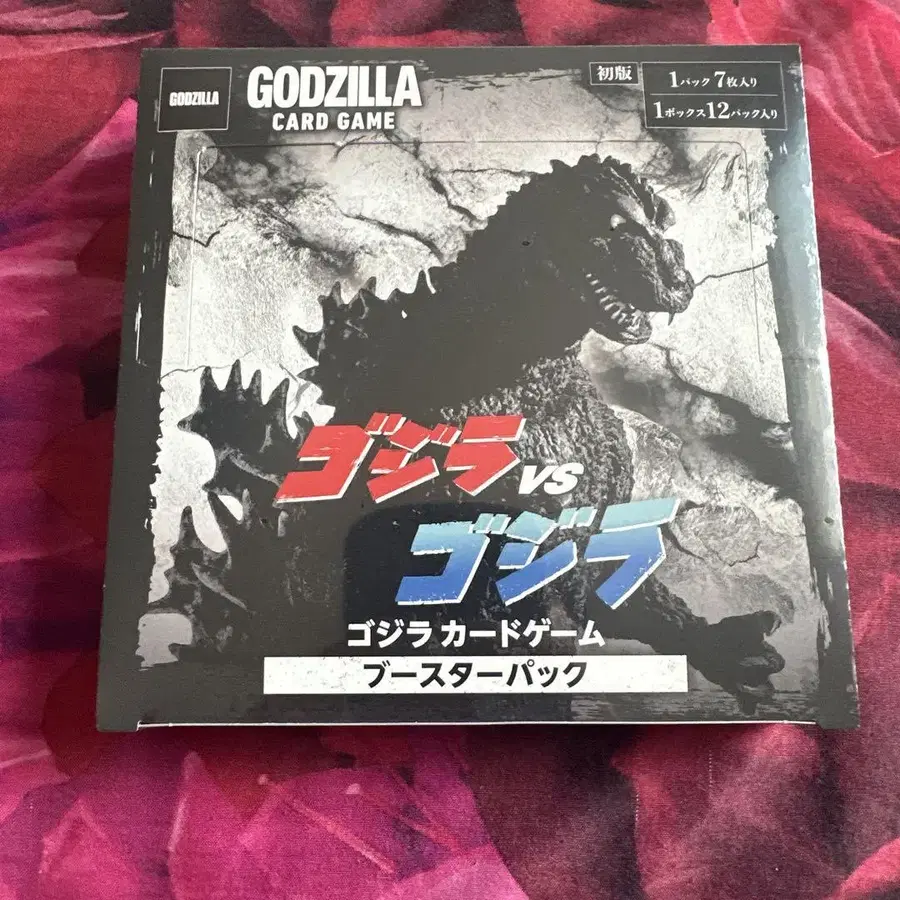 GODZILLA
GODZILLA
CARD GAME
初版
1パック 7枚入り
1ボックス12パック入り
ゴジラ
VS
ゴジラ
ゴジラ カードゲーム
ブースターパック